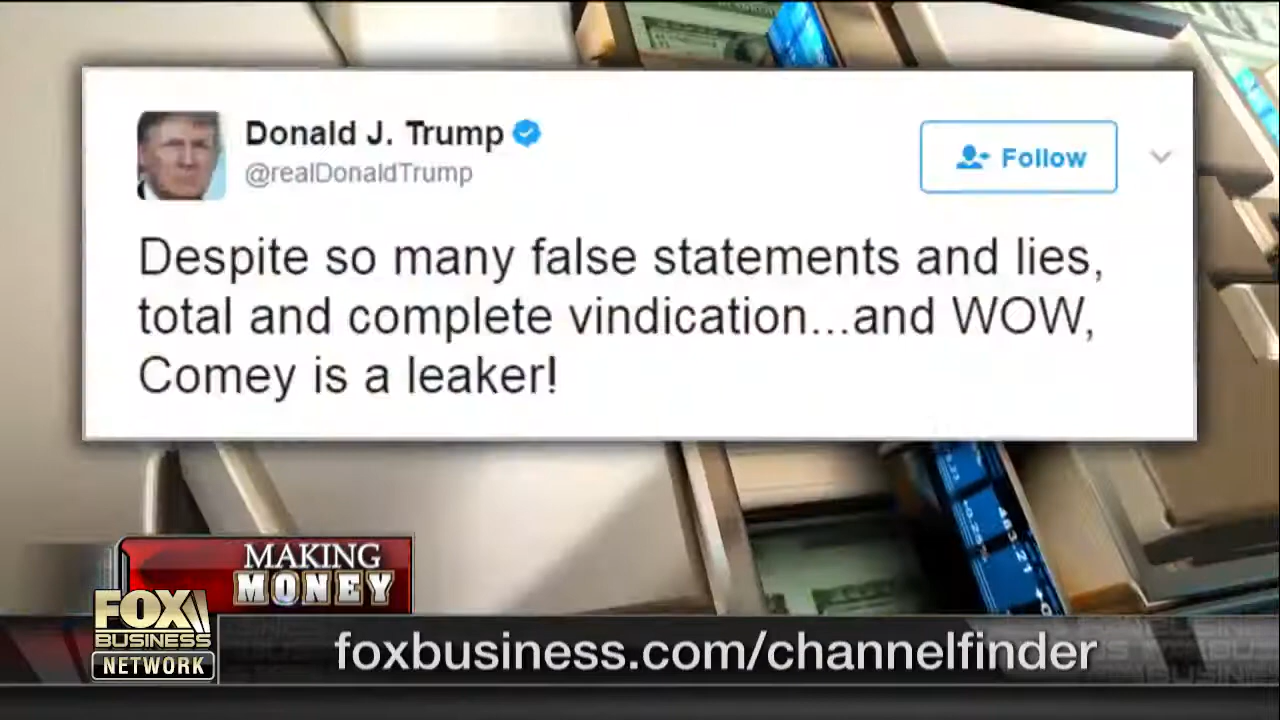 Donald J. Trump
@realDonaldTrump
Follow
Despite so many false statements and lies,
total and complete vindication...and WOW,
Comey is a leaker!
MAKING
MONEY
FOX
BUSINESS
NETWORK
foxbusiness.com/channelfinder